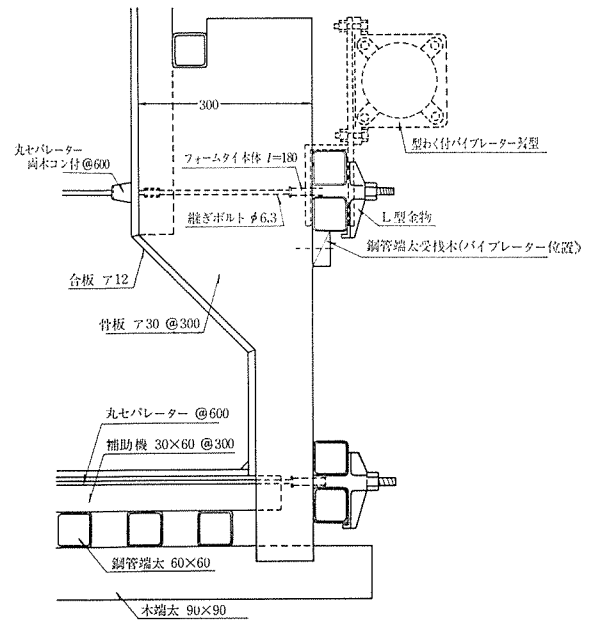 300
丸セパレーター
両木コン付@600
フォームタイ本体 l=180
型わく付バイブレーター¾型
継ぎボルト φ6.3
L型金物
鋼管端太受桟木(バイブレーター位置)
合板 ア12
骨板 ア30 @300
丸セパレーター @600
補助機 30×60 @300
鋼管端太 60×60
木端太 90×90